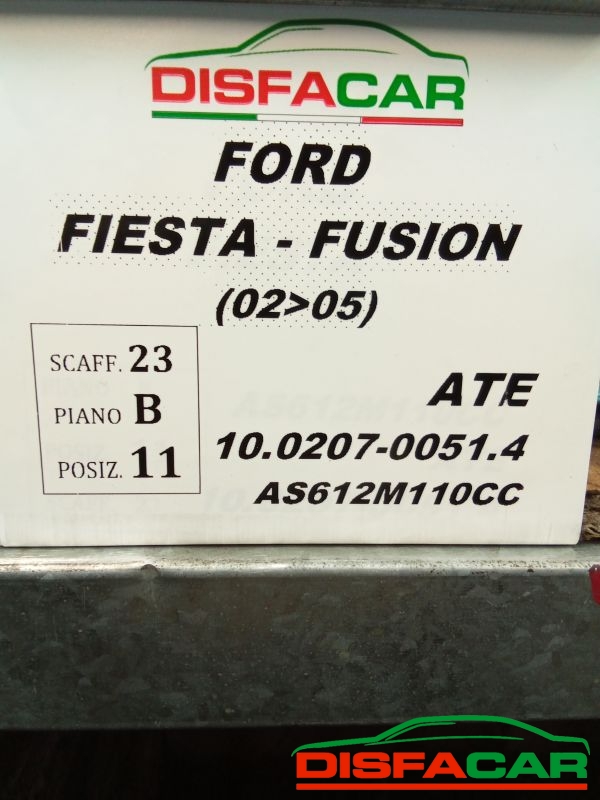 DISFACAR
FORD
FIESTA - FUSION
(02>05)
SCAFF. 23
PIANO B
POSIZ. 11
ATE
10.0207-0051.4
AS612M110CC
DISFACAR